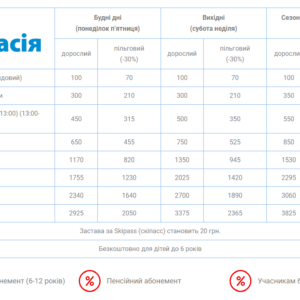 Будні дні Вихідні Сезон
(понеділок п'ятниця) (субота неділя)
асія
дорослий пільговий (-30%) дорослий пільговий (-30%) дорослий
довий) 100 70 100 70 100
300 210 300 210 350
13:00) (13:00- 450 315 500 350 550
650 455 750 525 850
1170 820 1350 945 1530
1755 1230 2025 1420 2295
2340 1640 2700 1890 3060
2925 2050 3375 2365 3825
Застава за Skipass (скіпасс) становить 20 грн.
Безкоштовно для дітей до 6 років
немент (6-12 років) % Пенсійний абонемент % Учасникам